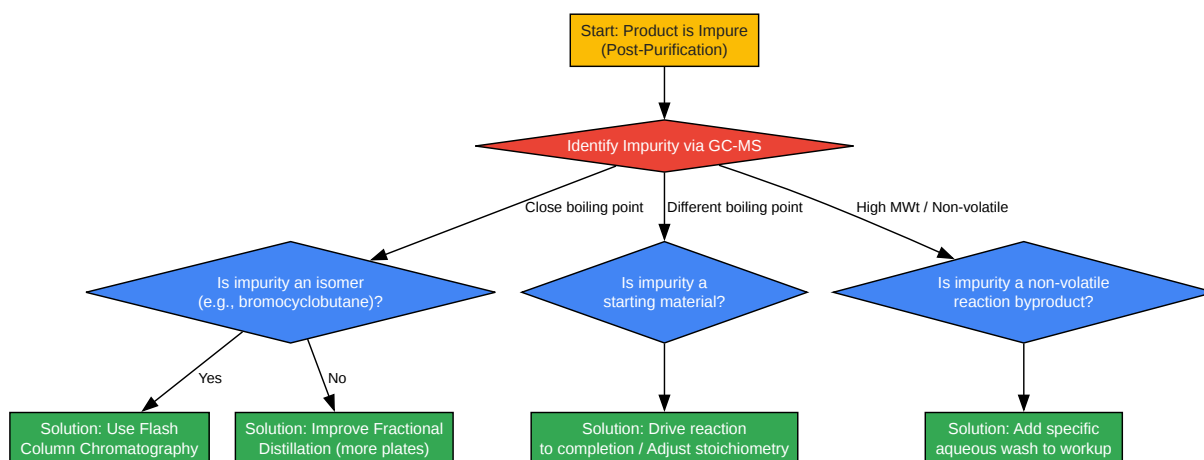 Start: Product is Impure
(Post-Purification)
Identify Impurity via GC-MS
Close boiling point
Different boiling point
High MWt / Non-volatile
Is impurity an isomer
(e.g., bromocyclobutane)?
Is impurity a
starting material?
Is impurity a non-volatile
reaction byproduct?
Yes
No
Solution: Use Flash
Column Chromatography
Solution: Improve Fractional
Distillation (more plates)
Solution: Drive reaction
to completion / Adjust stoichiometry
Solution: Add specific
aqueous wash to workup